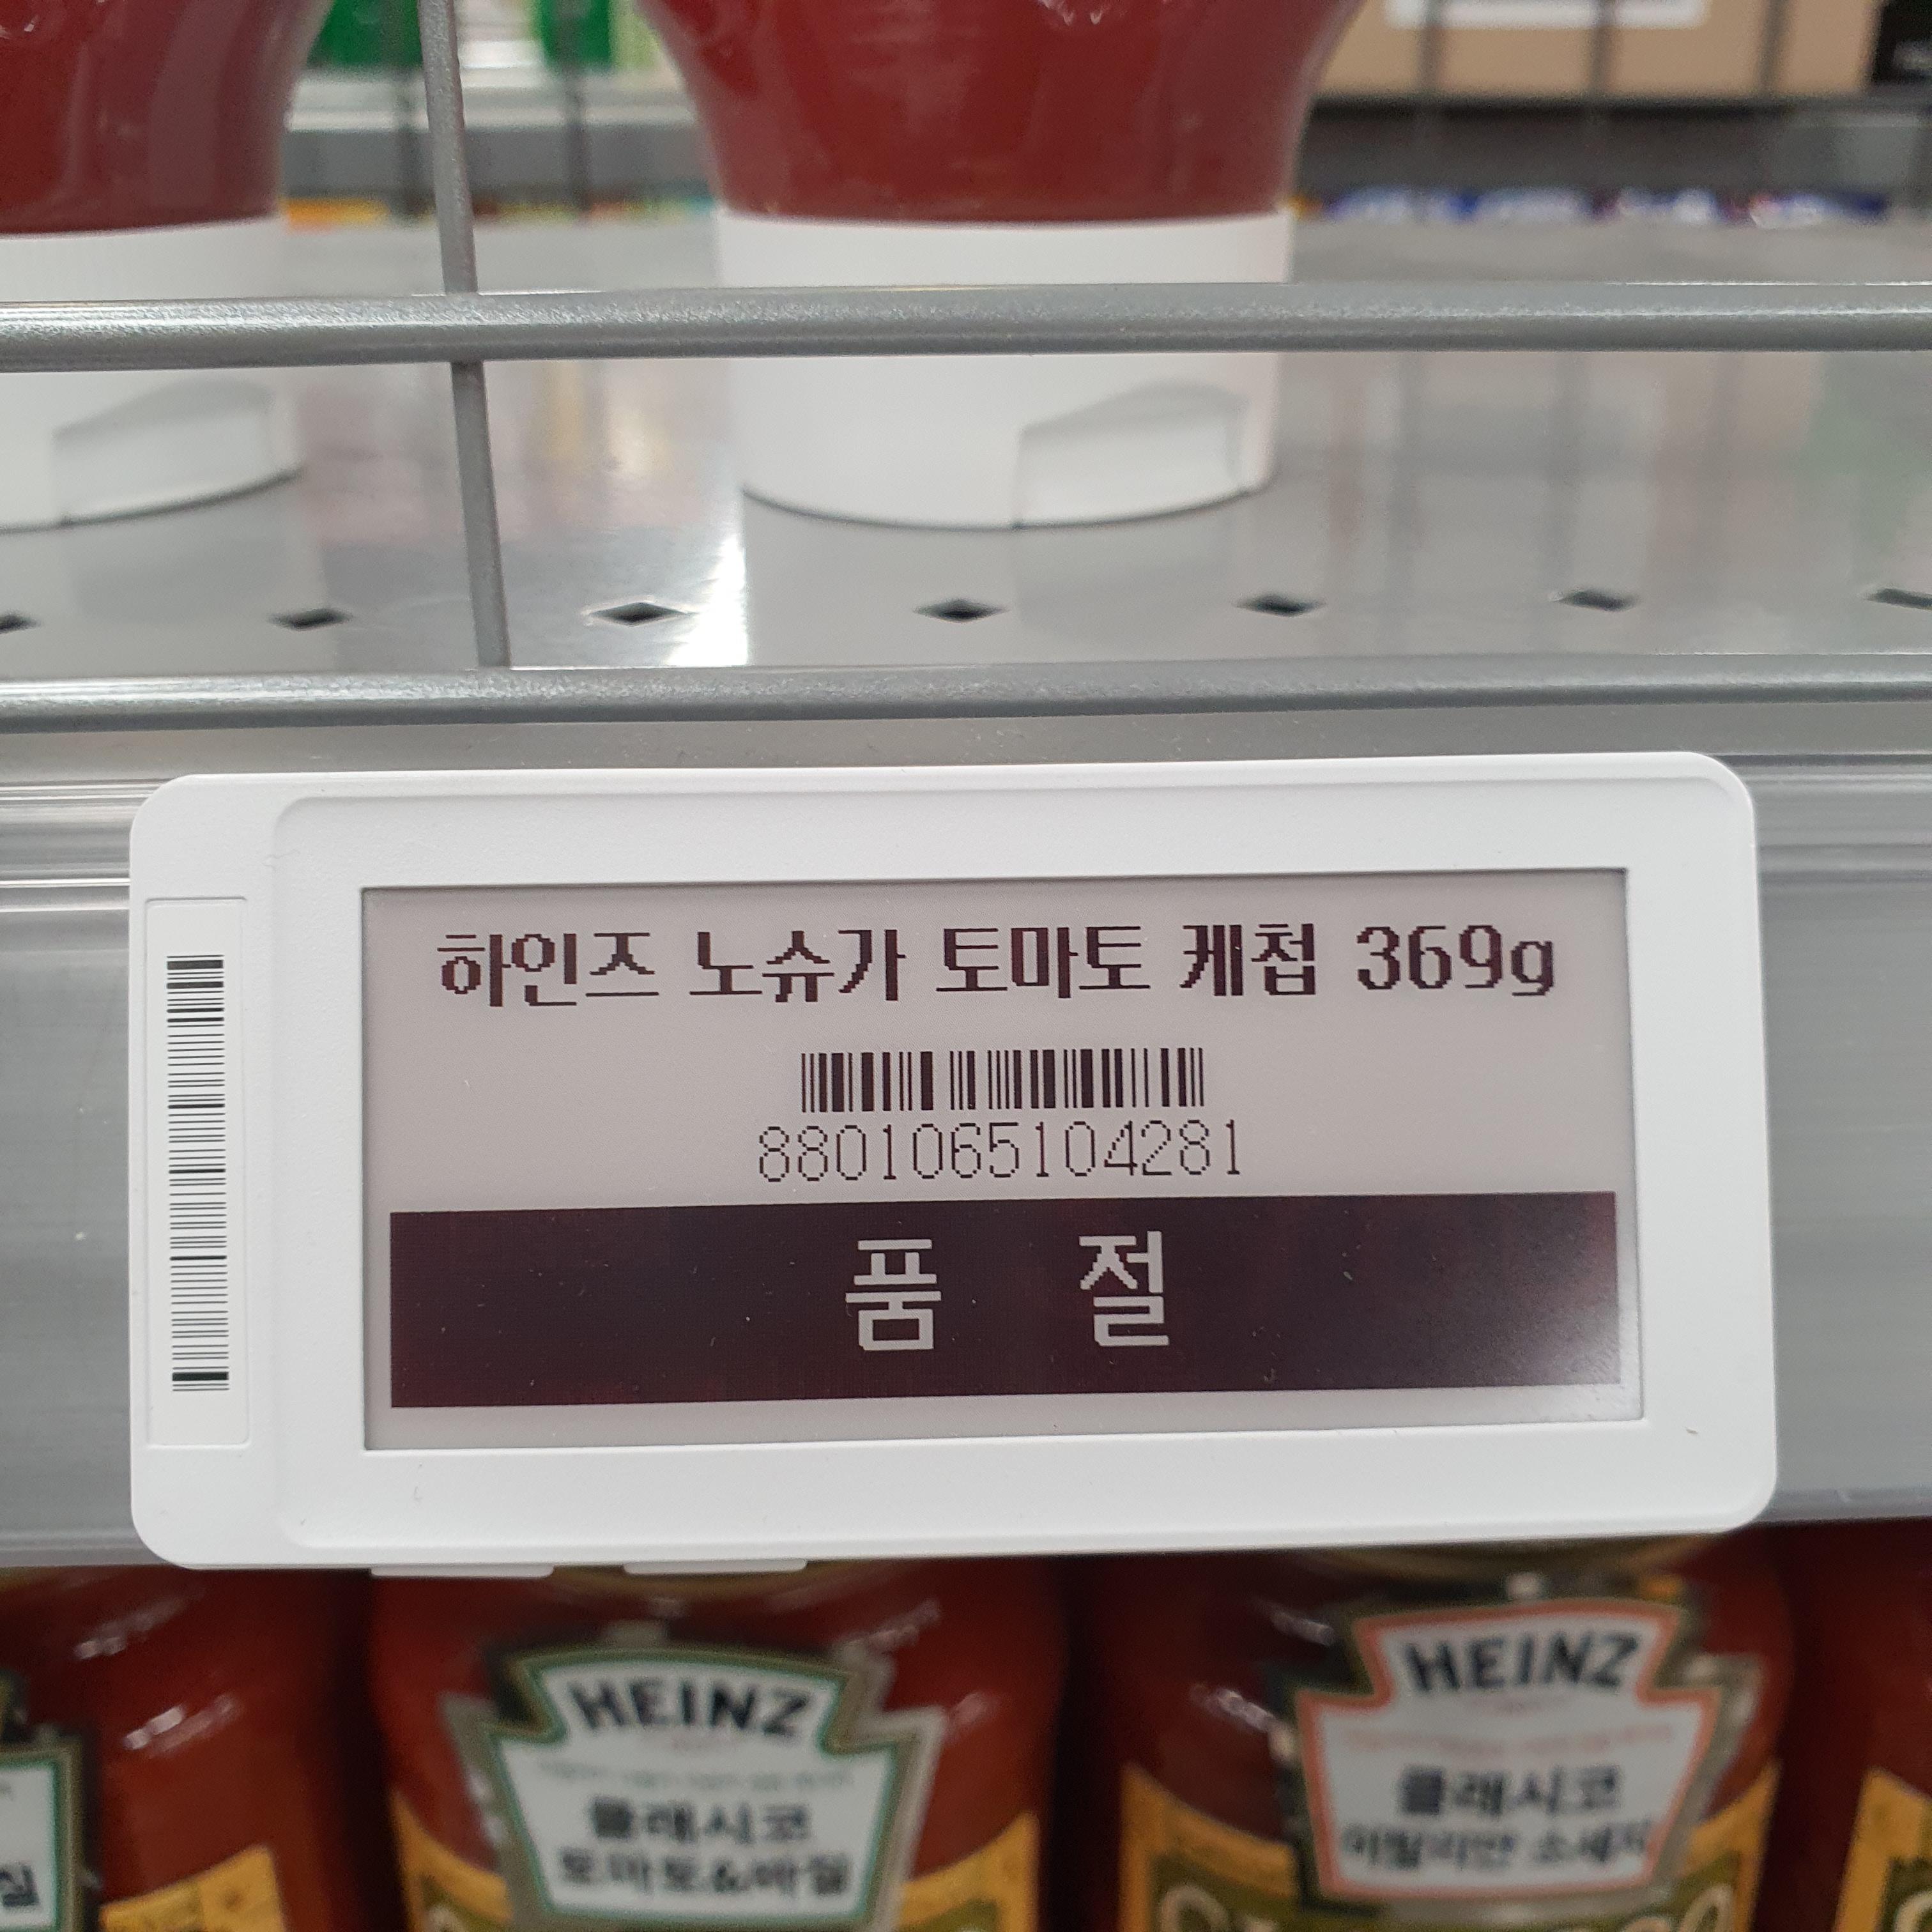 하인즈 노슈가 토마토 케첩 369g
8801065104281
품 절
HEINZ
클래시코
토마토&바질
HEINZ
클래시코
이탈리안 소세지